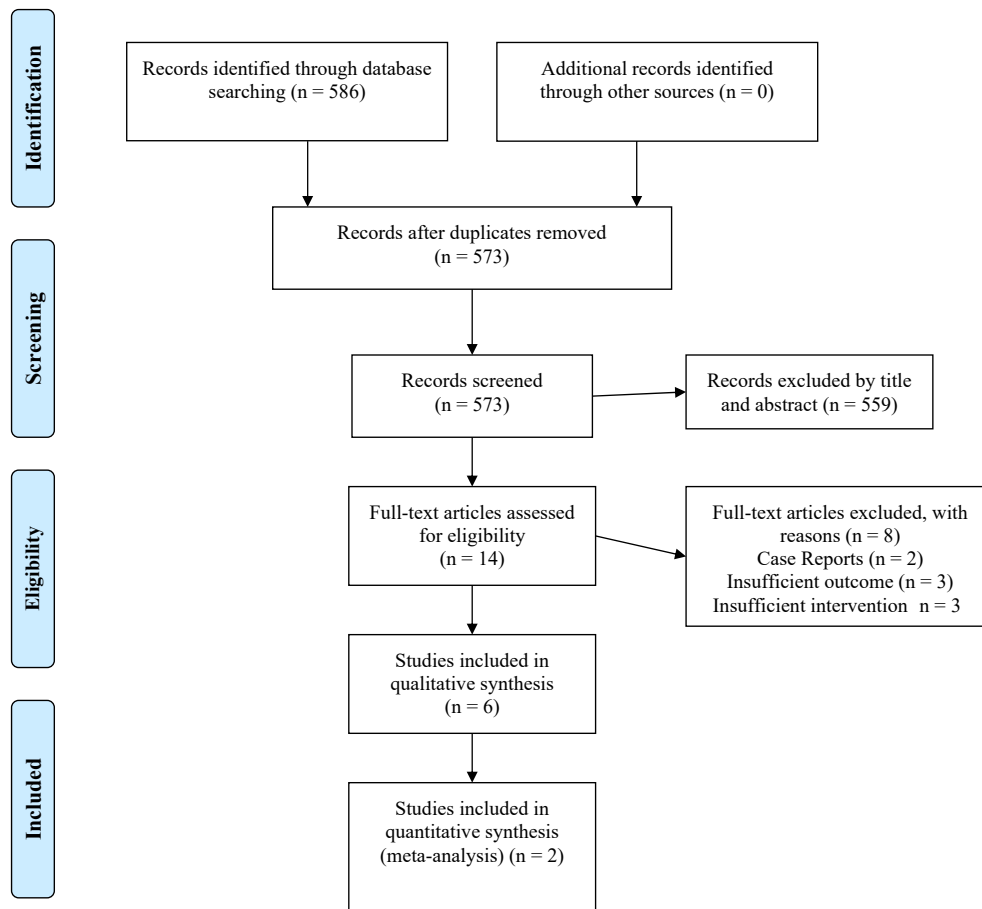 Identification
Records identified through database
searching (n = 586)
Additional records identified
through other sources (n = 0)
Records after duplicates removed
(n = 573)
Screening
Records screened
(n = 573)
Records excluded by title
and abstract (n = 559)
Eligibility
Full-text articles assessed
for eligibility
(n = 14)
Full-text articles excluded, with
reasons (n = 8)
Case Reports (n = 2)
Insufficient outcome (n = 3)
Insufficient intervention  n = 3
Studies included in
qualitative synthesis
(n = 6)
Included
Studies included in
quantitative synthesis
(meta-analysis) (n = 2)